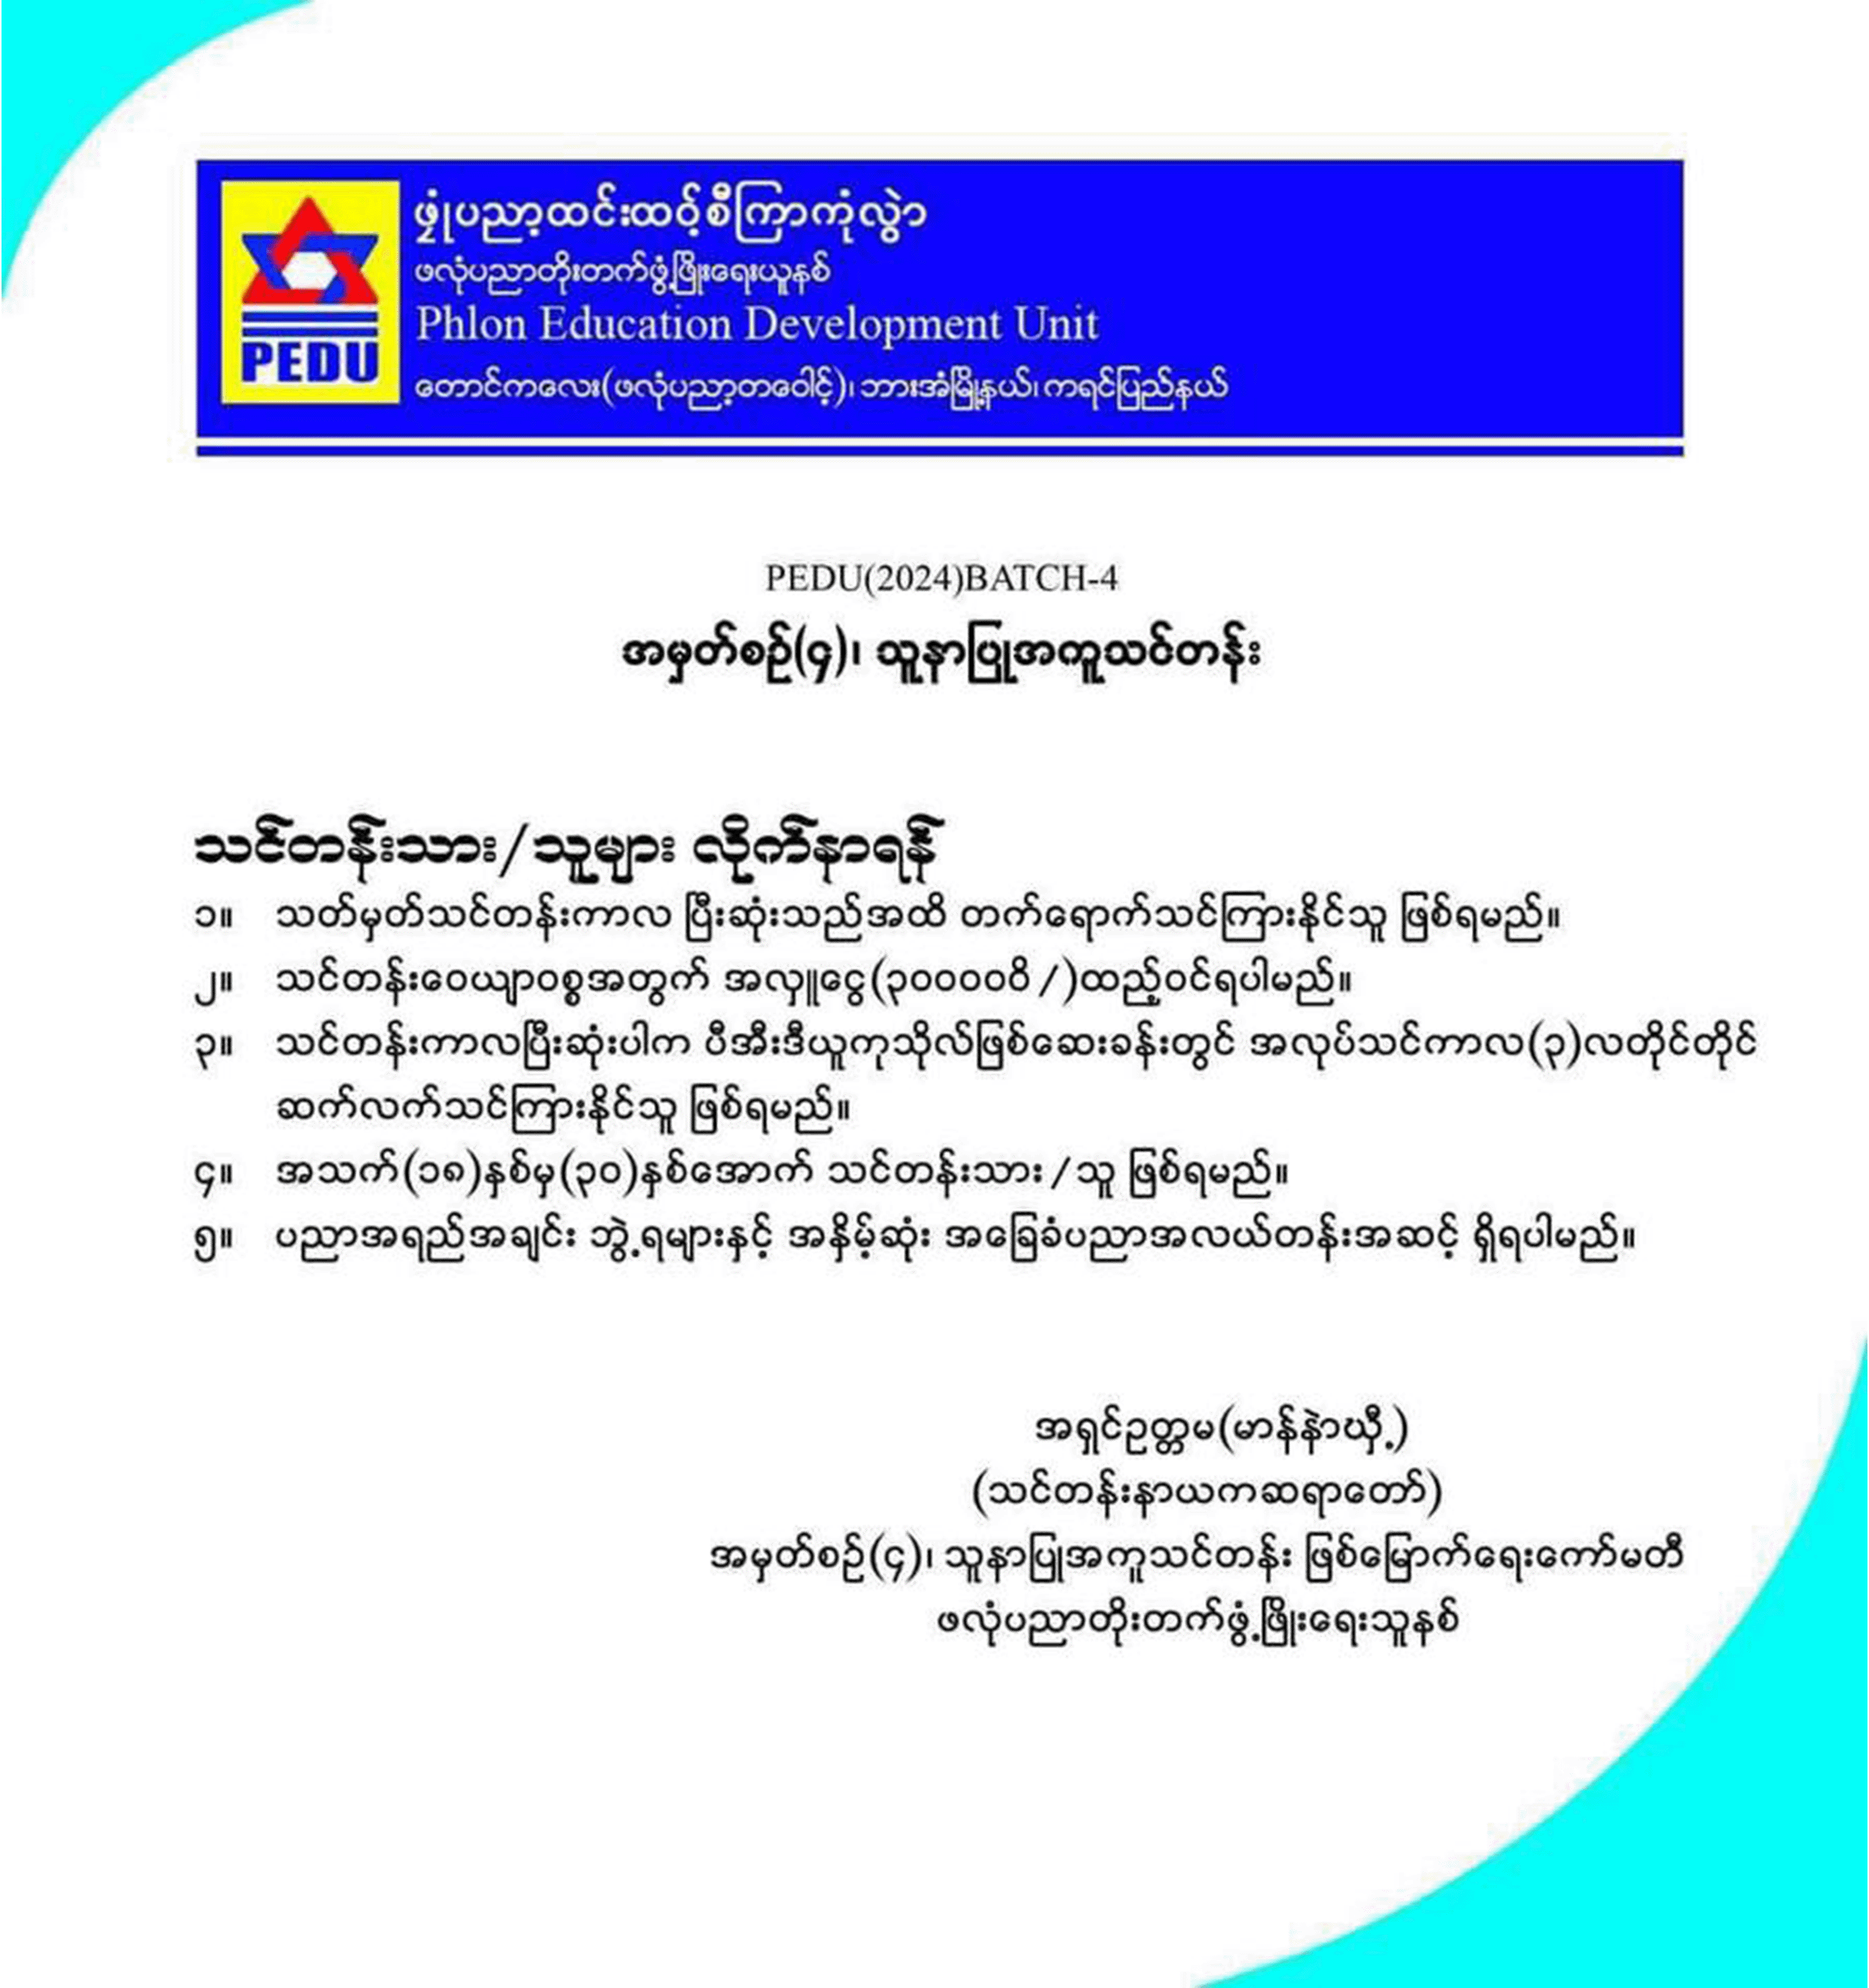 ဖၠုံပညာ့ထင်းထဝ့်စီကြာကုံလွဲာ
ဖလုံပညာတိုးတက်ဖွံ့ဖြိုးရေးယူနစ်
Phlon Education Development Unit
PEDU
တောင်ကလေး(ဖလုံပညာ့တဝေါင့်)၊ ဘားအံမြို့နယ်၊ ကရင်ပြည်နယ်
PEDU(2024)BATCH-4
အမှတ်စဉ်(၄)၊ သူနာပြုအကူသင်တန်း
သင်တန်းသား/သူများ လိုက်နာရန်
၁။ သတ်မှတ်သင်တန်းကာလ ပြီးဆုံးသည်အထိ တက်ရောက်သင်ကြားနိုင်သူ ဖြစ်ရမည်။
၂။ သင်တန်းဝေယျာဝစ္စအတွက် အလှူငွေ(၃၀၀၀၀ဝိ/)ထည့်ဝင်ရပါမည်။
၃။ သင်တန်းကာလပြီးဆုံးပါက ပီအီးဒီယူကုသိုလ်ဖြစ်ဆေးခန်းတွင် အလုပ်သင်ကာလ(၃)လတိုင်တိုင်
ဆက်လက်သင်ကြားနိုင်သူ ဖြစ်ရမည်။
၄။ အသက်(၁၈)နှစ်မှ(၃၀)နှစ်အောက် သင်တန်းသား/သူ ဖြစ်ရမည်။
၅။ ပညာအရည်အချင်း ဘွဲ့ရများနှင့် အနိမ့်ဆုံး အခြေခံပညာအလယ်တန်းအဆင့် ရှိရပါမည်။
အရှင်ဥတ္တမ(မာန်နဲာယှီ့)
(သင်တန်းနာယကဆရာတော်)
အမှတ်စဉ်(၄)၊ သူနာပြုအကူသင်တန်း ဖြစ်မြောက်ရေးကော်မတီ
ဖလုံပညာတိုးတက်ဖွံ့ဖြိုးရေးသူနစ်